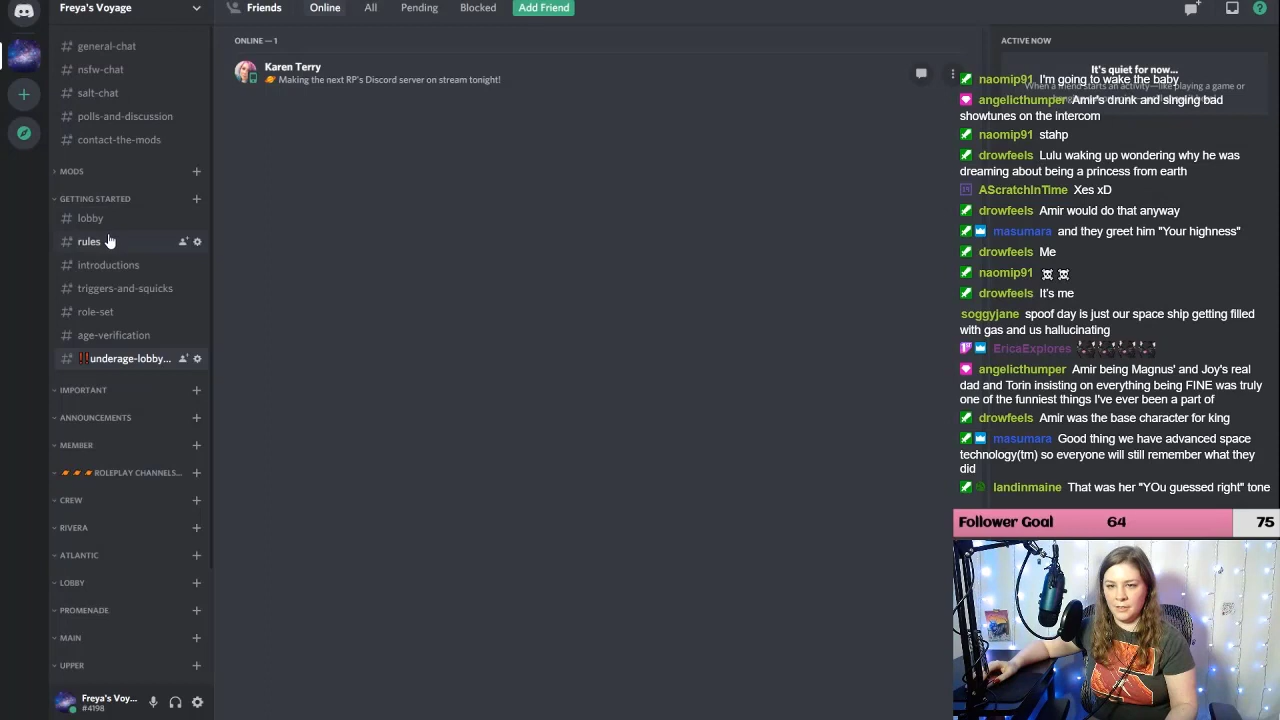 Freya's Voyage
Friends
Online
All
Pending
Blocked
Add Friend
general-chat
nsfw-chat
salt-chat
polls-and-discussion
contact-the-mods
MODS
GETTING STARTED
lobby
rules
introductions
triggers-and-squicks
role-set
age-verification
‼underage-lobby...
IMPORTANT
ANNOUNCEMENTS
MEMBER
ROLEPLAY CHANNELS...
CREW
RIVERA
ATLANTIC
LOBBY
PROMENADE
MAIN
UPPER
Freya's Voy...
#4198
ONLINE — 1
Karen Terry
🪐 Making the next RP's Discord server on stream tonight!
ACTIVE NOW
It's quiet for now...
When a friend starts an activity—like playing a game or
naomip91 I'm going to wake the baby
angelicthumper Amir's drunk and singing bad
showtunes on the intercom
naomip91 stahp
drowfeels Lulu waking up wondering why he was
dreaming about being a princess from earth
AScratchInTime Xes xD
drowfeels Amir would do that anyway
masumara and they greet him "Your highness"
drowfeels Me
naomip91
drowfeels It's me
soggyjane spoof day is just our space ship getting filled
with gas and us hallucinating
EricaExplores
angelicthumper Amir being Magnus' and Joy's real
dad and Torin insisting on everything being FINE was truly
one of the funniest things I've ever been a part of
drowfeels Amir was the base character for king
masumara Good thing we have advanced space
technology(tm) so everyone will still remember what they
did
landinmaine That was her "YOu guessed right" tone
Follower Goal 64 75